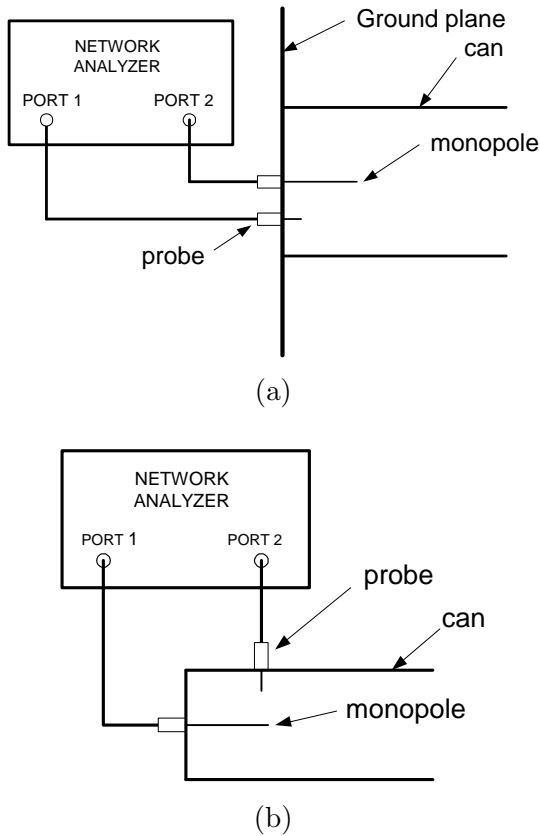 Ground plane
can
NETWORK
ANALYZER
PORT 1
PORT 2
monopole
probe
(a)
NETWORK
ANALYZER
PORT 1
PORT 2
probe
can
monopole
(b)